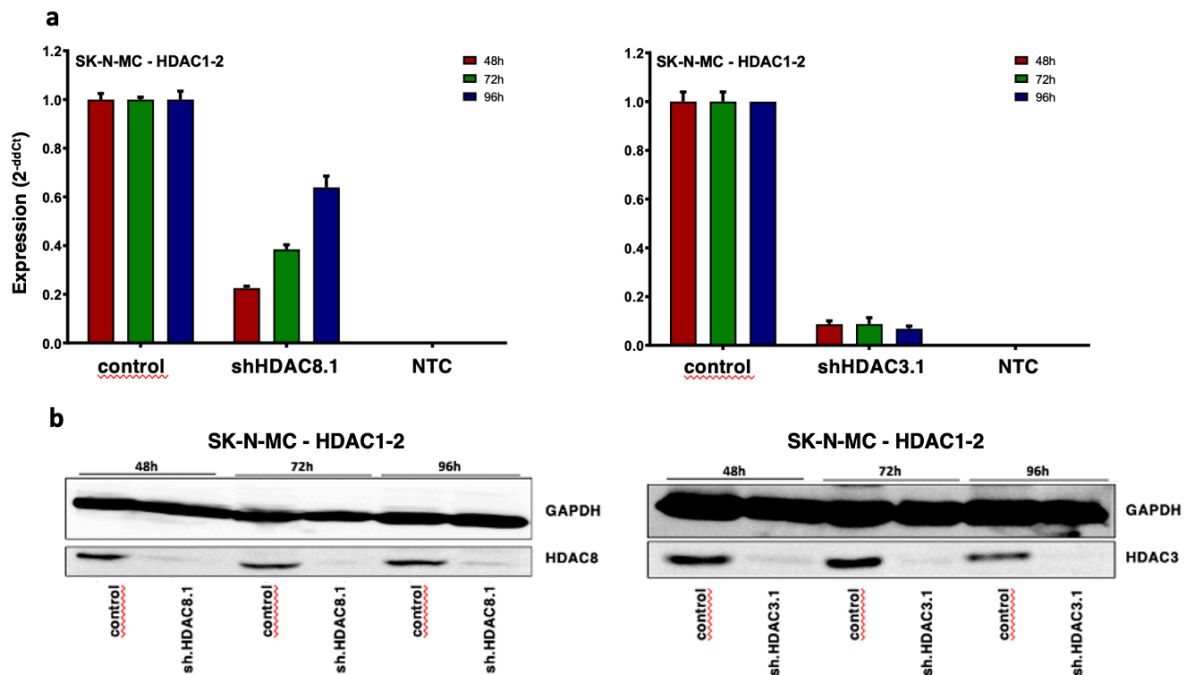 a
SK-N-MC - HDAC1-2
48h
72h
96h
Expression (2-ddCt)
1.2
1.0
0.8
0.6
0.4
0.2
0.0
control shHDAC8.1 NTC
SK-N-MC - HDAC1-2
48h
72h
96h
1.2
1.0
0.8
0.6
0.4
0.2
0.0
control shHDAC3.1 NTC
b
SK-N-MC - HDAC1-2
48h 72h 96h
GAPDH
HDAC8
control sh.HDAC8.1 control sh.HDAC8.1 control sh.HDAC8.1
SK-N-MC - HDAC1-2
48h 72h 96h
GAPDH
HDAC3
control sh.HDAC3.1 control sh.HDAC3.1 control sh.HDAC3.1